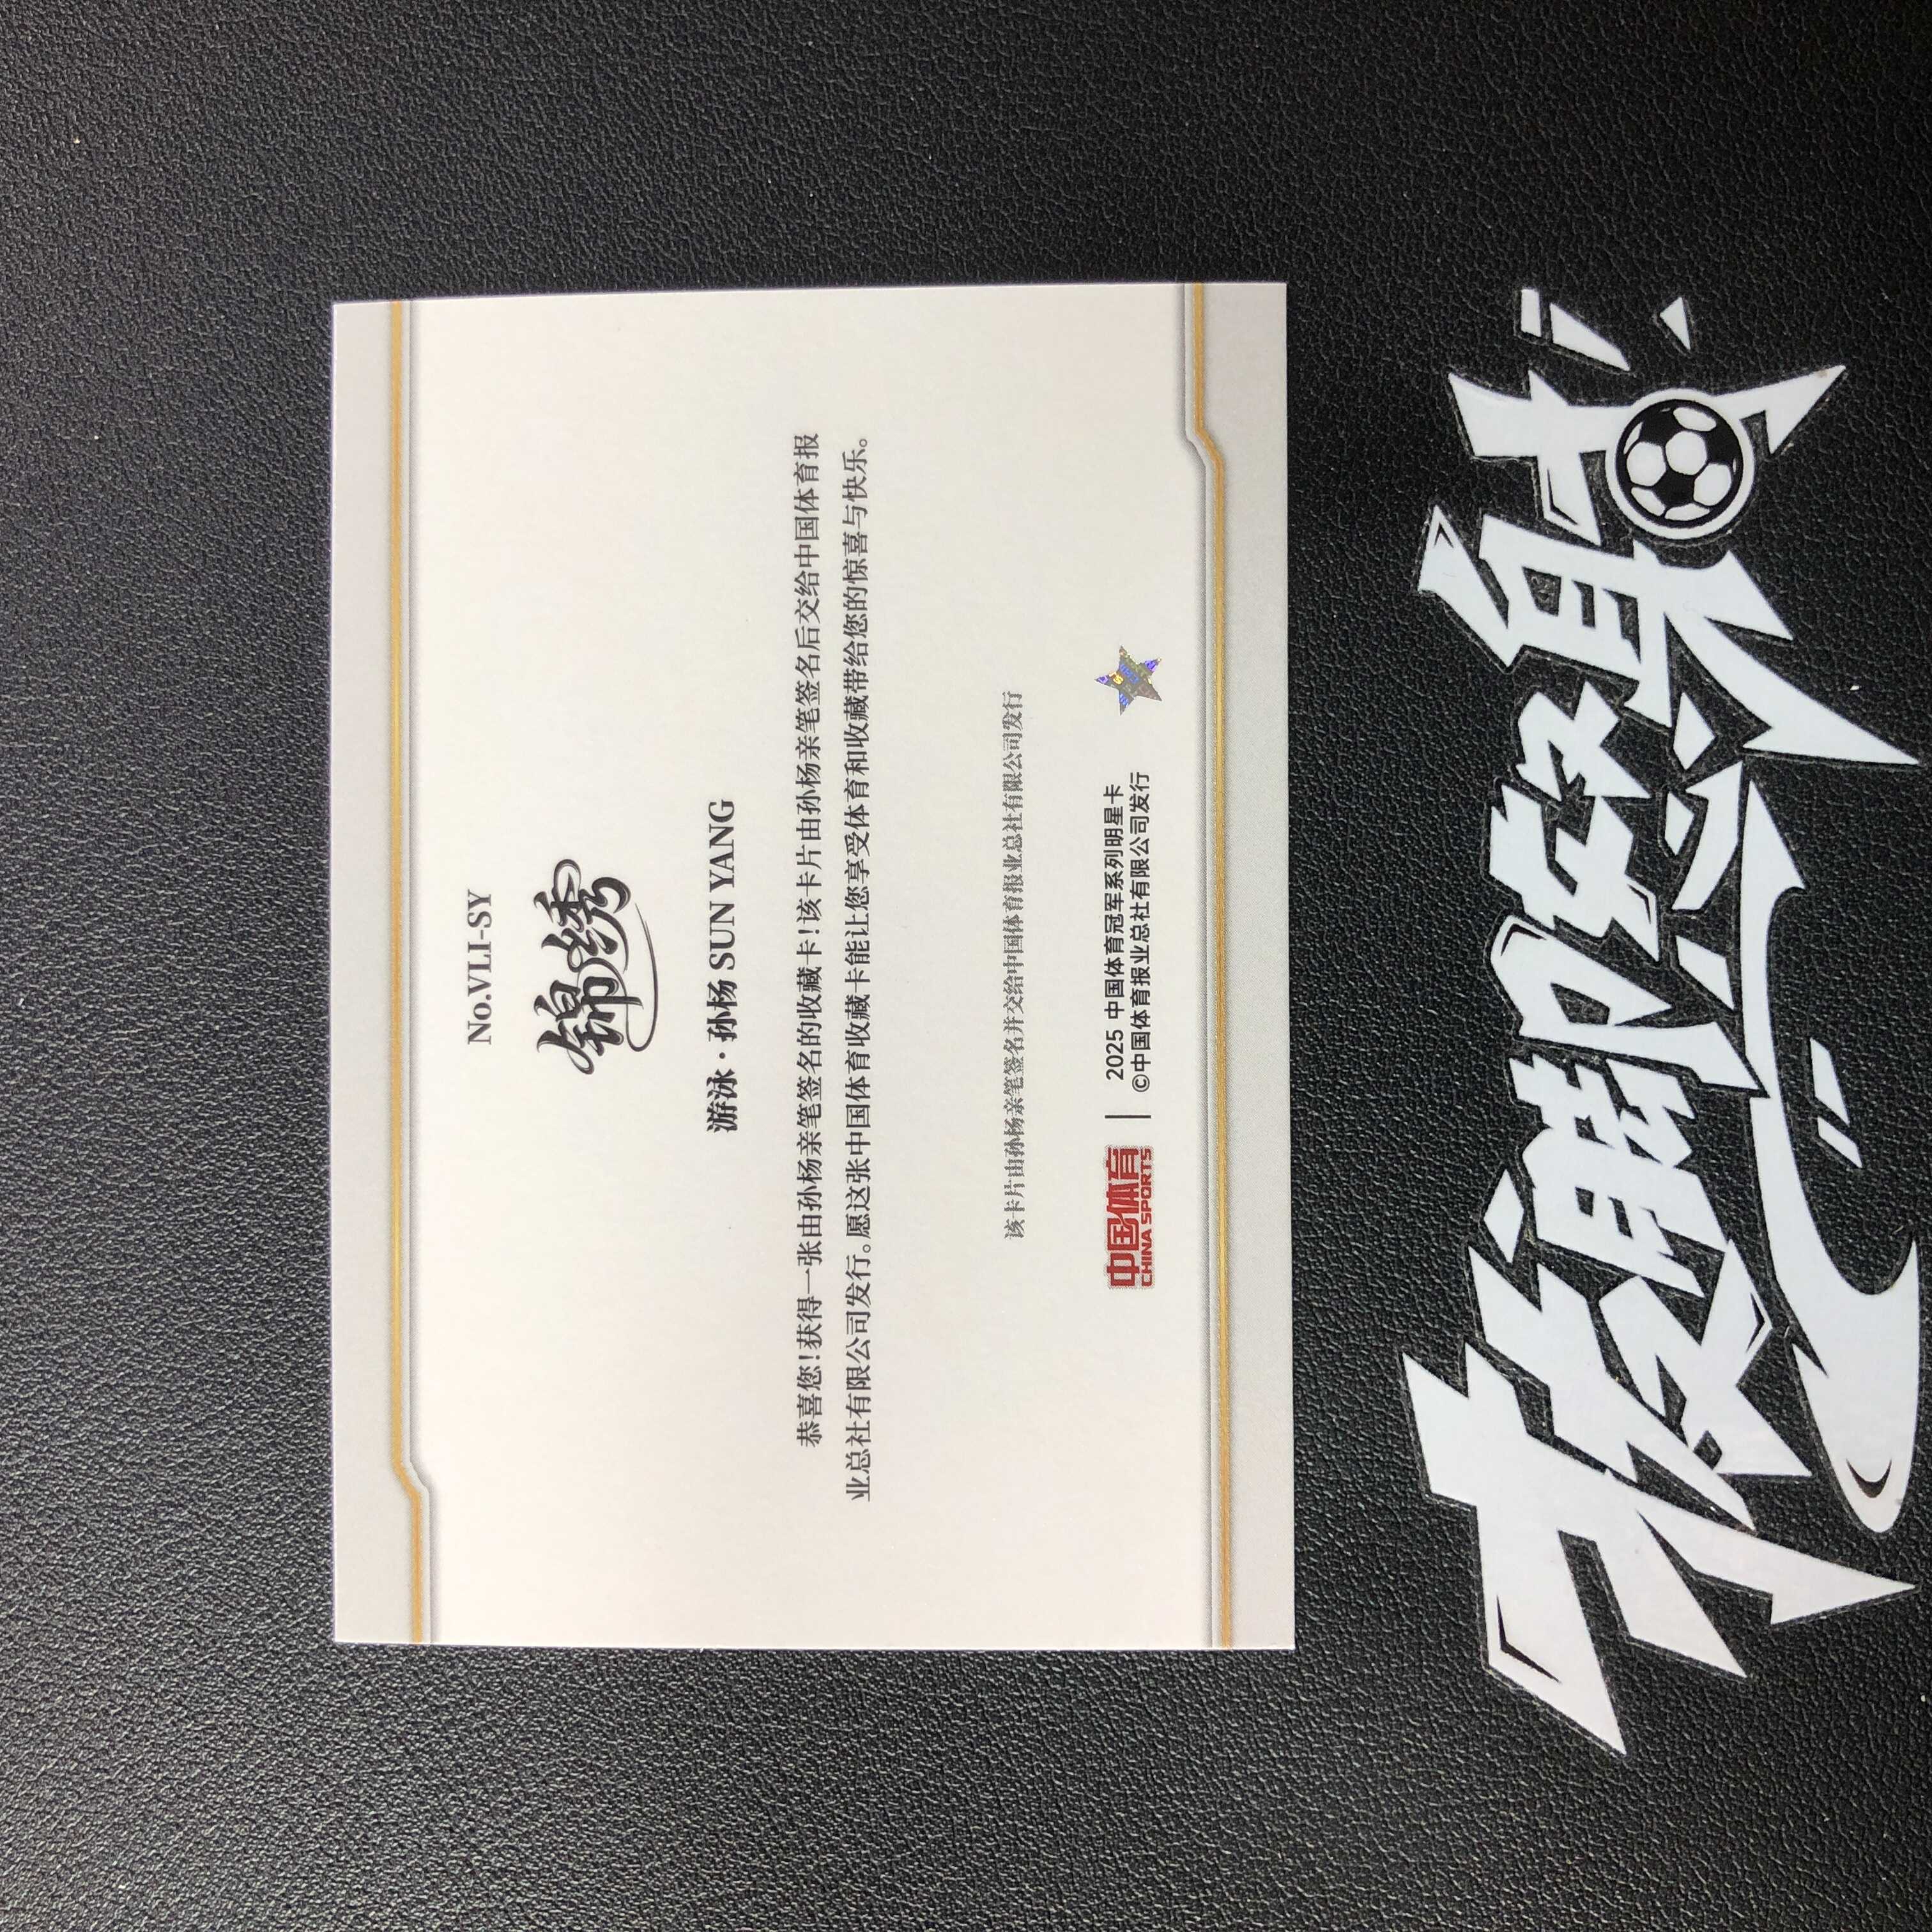 No.VLI-SY
锦绣
游泳·孙杨 SUN YANG
恭喜您！获得一张由孙杨亲笔签名的收藏卡！该卡片由孙杨亲笔签名后交给中国体育报
业总社有限公司发行。愿这张中国体育收藏卡能让您享受体育和收藏带给您的惊喜与快乐。
该卡片由孙杨亲笔签名并交给中国体育报业总社有限公司发行
中国体育
CHINA SPORTS
2025 中国体育冠军系列明星卡
©中国体育报业总社有限公司发行